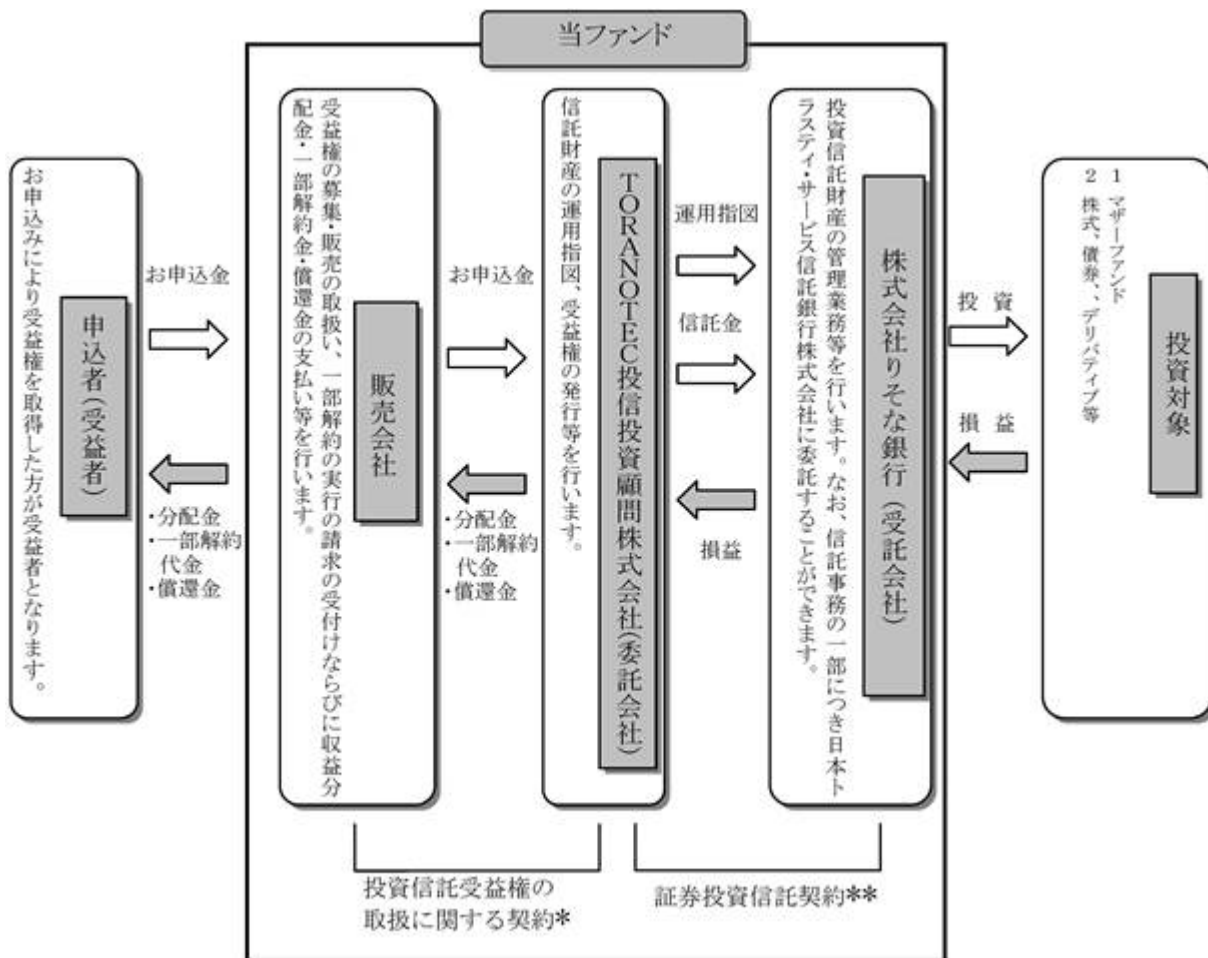 当ファンド
申込者(受益者)
お申込みにより受益権を取得した方が受益者となります。
お申込金
・分配金
・一部解約
代金
・償還金
販売会社
受益権の募集・販売の取扱い、一部解約の実行の請求の受付けならびに収益分
配金・一部解約金・償還金の支払い等を行います。
お申込金
・分配金
・一部解約
代金
・償還金
TORANOTEC投信投資顧問株式会社(委託会社)
信託財産の運用指図、受益権の発行等を行います。
運用指図
信託金
損益
株式会社りそな銀行(受託会社)
投資信託財産の管理業務等を行います。なお、信託事務の一部につき日本ト
ラスティ・サービス信託銀行株式会社に委託することができます。
投 資
損 益
投資対象
1 マザーファンド
2 株式、債券、、デリバティブ等
投資信託受益権の
取扱に関する契約*
証券投資信託契約**